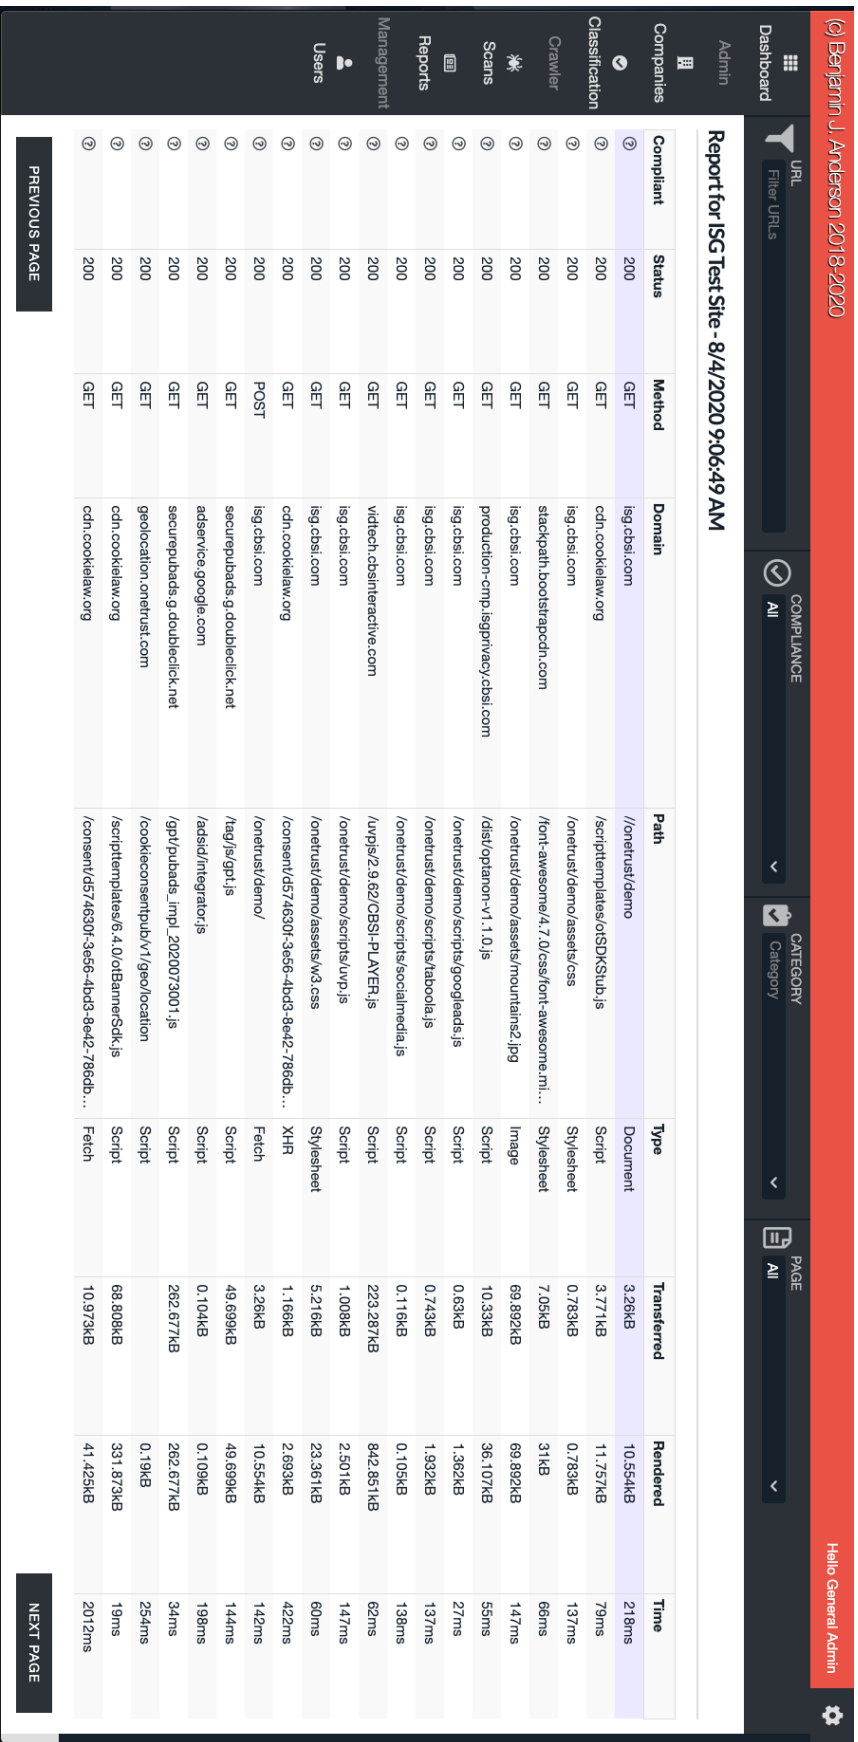 (c) Benjamin J. Anderson 2018-2020
Hello General Admin
Dashboard
Admin
Companies
Classification
Crawler
Scans
Reports
Management
Users
URL
Filter URLs
COMPLIANCE
All
CATEGORY
Category
PAGE
All
Report for ISG Test Site - 8/4/2020 9:06:49 AM
Compliant Status Method Domain Path Type Transferred Rendered Time
200 GET isg.cbsi.com //onetrust/demo Document 3.26kB 10.554kB 218ms
200 GET cdn.cookielaw.org /scripttemplates/otSDKStub.js Script 3.771kB 11.757kB 79ms
200 GET isg.cbsi.com /onetrust/demo/assets/css Stylesheet 0.783kB 0.783kB 137ms
200 GET stackpath.bootstrapcdn.com /font-awesome/4.7.0/css/font-awesome.mi... Stylesheet 7.05kB 31kB 66ms
200 GET isg.cbsi.com /onetrust/demo/assets/mountains2.jpg Image 69.892kB 69.892kB 147ms
200 GET production-cmp.isgprivacy.cbsi.com /dist/optanon-v1.1.0.js Script 10.33kB 36.107kB 55ms
200 GET isg.cbsi.com /onetrust/demo/scripts/googleads.js Script 0.63kB 1.362kB 27ms
200 GET isg.cbsi.com /onetrust/demo/scripts/taboola.js Script 0.743kB 1.932kB 137ms
200 GET isg.cbsi.com /onetrust/demo/scripts/socialmedia.js Script 0.116kB 0.105kB 138ms
200 GET vidtech.cbsinteractive.com /uvpjs/2.9.62/CBSI-PLAYER.js Script 223.287kB 842.851kB 62ms
200 GET isg.cbsi.com /onetrust/demo/scripts/uvp.js Script 1.008kB 2.501kB 147ms
200 GET isg.cbsi.com /onetrust/demo/assets/w3.css Stylesheet 5.216kB 23.361kB 60ms
200 GET cdn.cookielaw.org /consent/d574630f-3e56-4bd3-8e42-786db... XHR 1.166kB 2.693kB 422ms
200 POST isg.cbsi.com /onetrust/demo/ Fetch 3.26kB 10.554kB 142ms
200 GET securepubads.g.doubleclick.net /tag/js/gpt.js Script 49.699kB 49.699kB 144ms
200 GET adservice.google.com /adsid/integrator.js Script 0.104kB 0.109kB 198ms
200 GET securepubads.g.doubleclick.net /gpt/pubads_impl_2020073001.js Script 262.677kB 262.677kB 34ms
200 GET geolocation.onetrust.com /cookieconsentpub/v1/geo/location Script 0.19kB 254ms
200 GET cdn.cookielaw.org /scripttemplates/6.4.0/otBannerSdk.js Script 68.808kB 331.873kB 19ms
200 GET cdn.cookielaw.org /consent/d574630f-3e56-4bd3-8e42-786db... Fetch 10.973kB 41.425kB 2012ms
PREVIOUS PAGE
NEXT PAGE